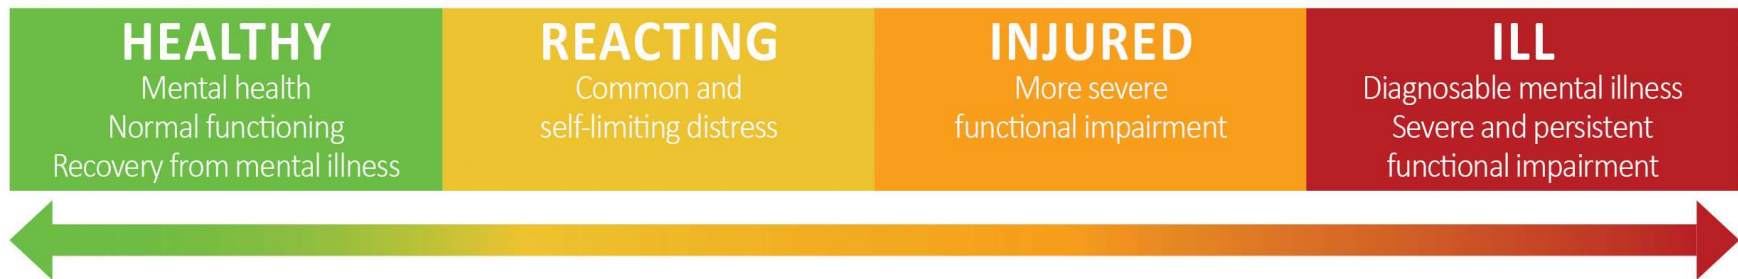 HEALTHY
Mental health
Normal functioning
Recovery from mental illness
REACTING
Common and
self-limiting distress
INJURED
More severe
functional impairment
ILL
Diagnosable mental illness
Severe and persistent
functional impairment